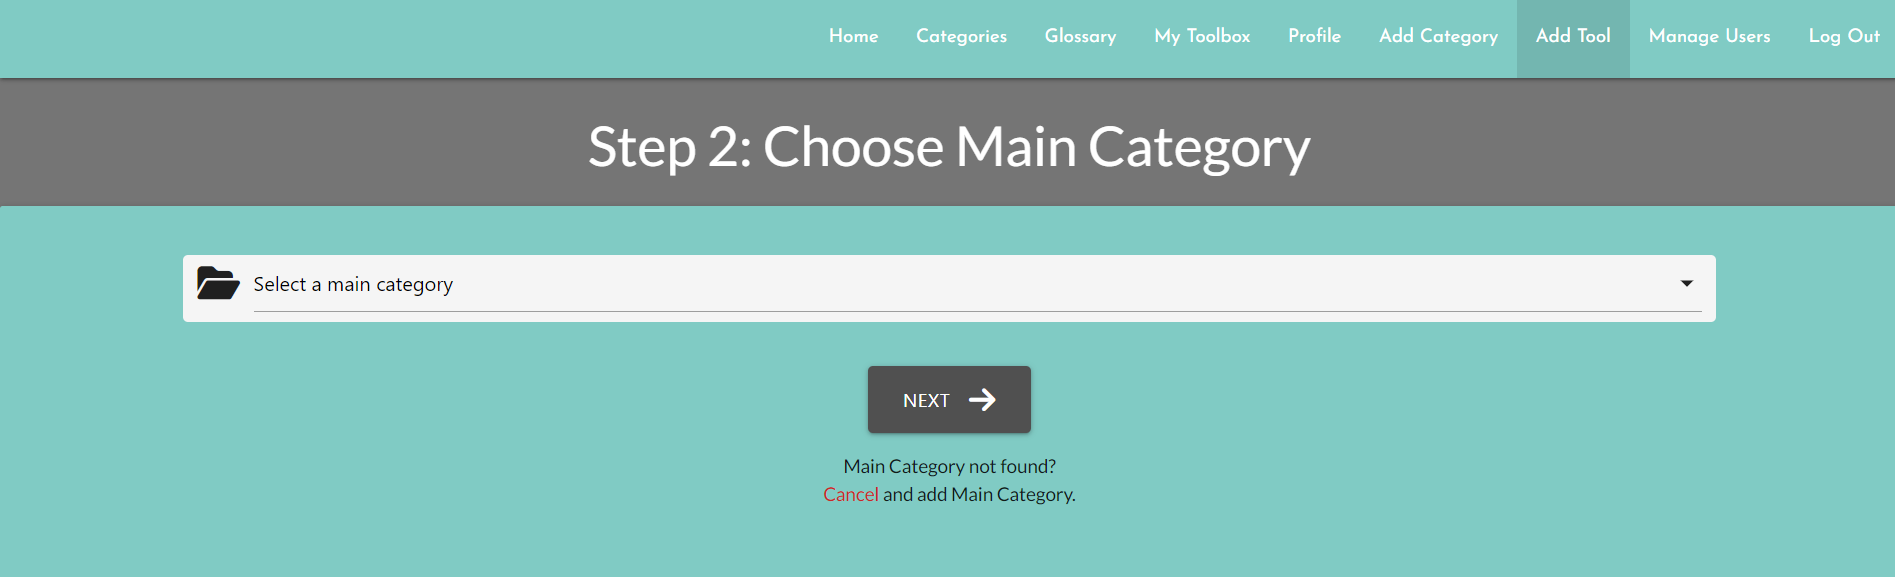 Home Categories Glossary My Toolbox Profile Add Category Add Tool Manage Users Log Out
Step 2: Choose Main Category
Select a main category
NEXT
Main Category not found?
Cancel and add Main Category.